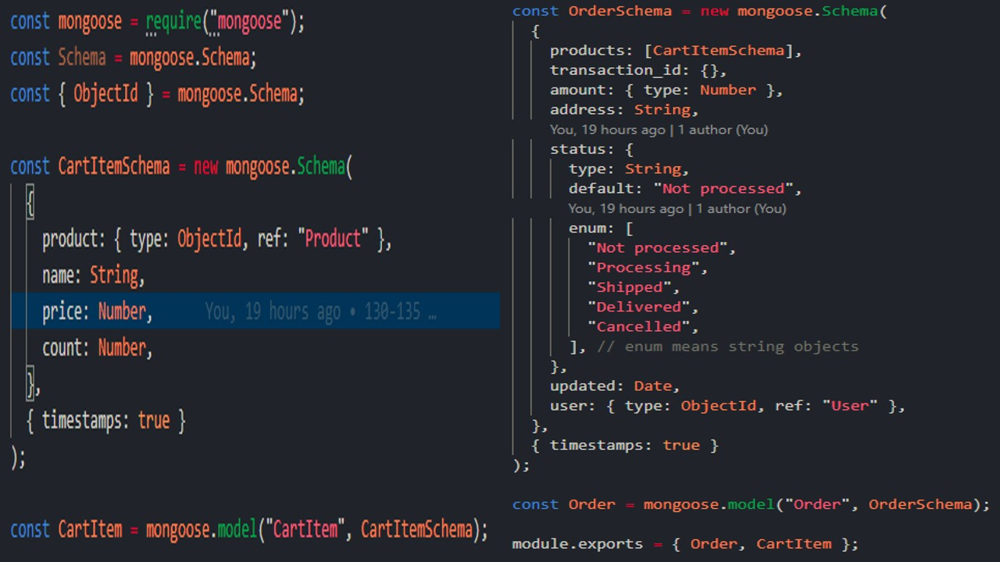 const mongoose = require("mongoose");
const Schema = mongoose.Schema;
const { ObjectId } = mongoose.Schema;
const CartItemSchema = new mongoose.Schema(
{
product: { type: ObjectId, ref: "Product" },
name: String,
price: Number, You, 19 hours ago • 130-135 …
count: Number,
},
{ timestamps: true }
);
const CartItem = mongoose.model("CartItem", CartItemSchema);
const OrderSchema = new mongoose.Schema(
{
products: [CartItemSchema],
transaction_id: {},
amount: { type: Number },
address: String,
You, 19 hours ago | 1 author (You)
status: {
type: String,
default: "Not processed",
You, 19 hours ago | 1 author (You)
enum: [
"Not processed",
"Processing",
"Shipped",
"Delivered",
"Cancelled",
], // enum means string objects
},
updated: Date,
user: { type: ObjectId, ref: "User" },
},
{ timestamps: true }
);
const Order = mongoose.model("Order", OrderSchema);
module.exports = { Order, CartItem };